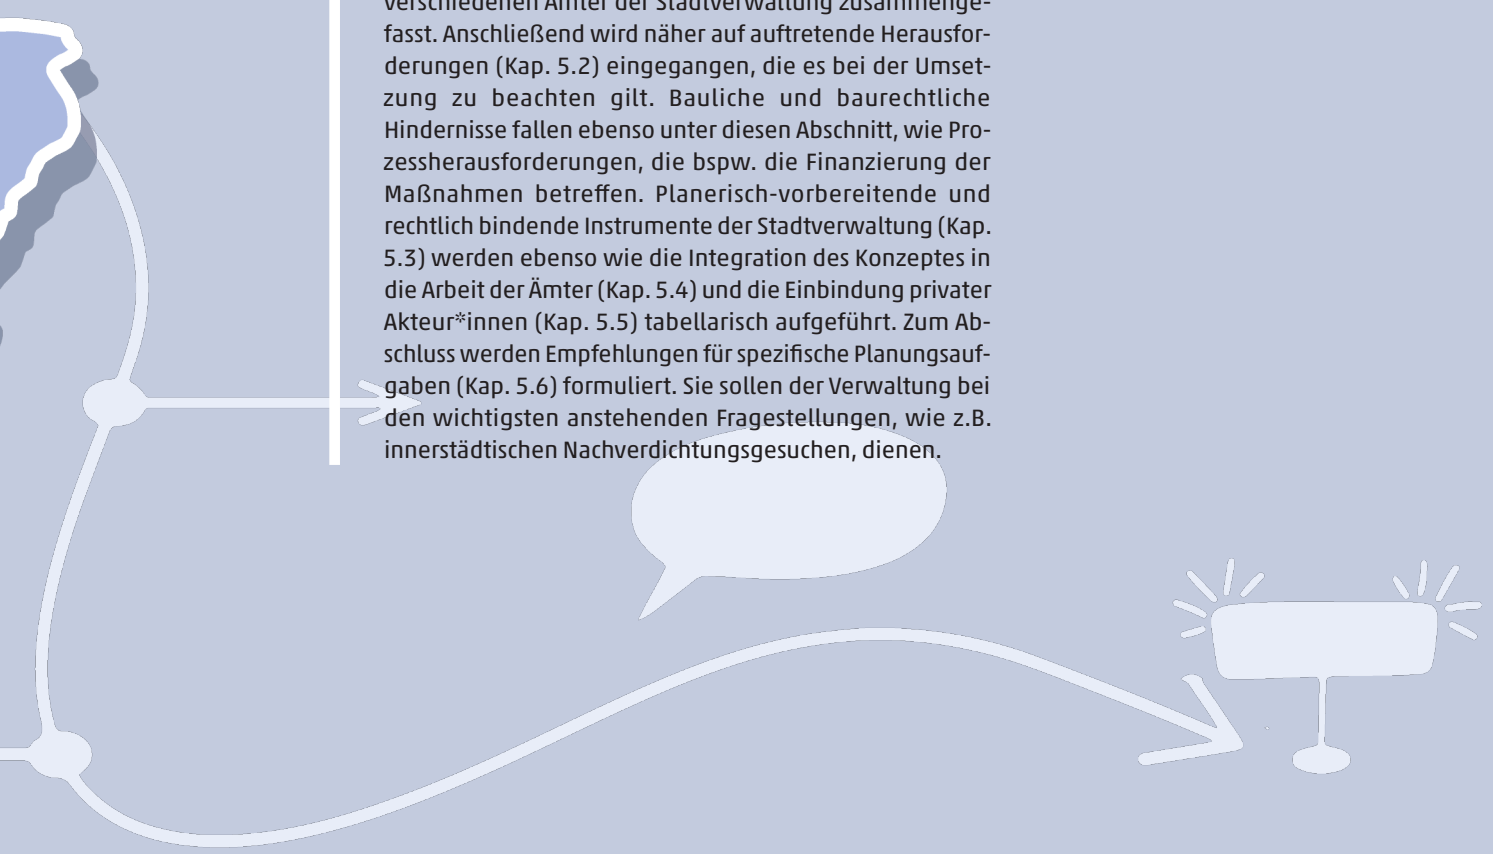 verschiedenen Ämter der Stadtverwaltung zusammenge-
fasst. Anschließend wird näher auf auftretende Herausfor-
derungen (Kap. 5.2) eingegangen, die es bei der Umset-
zung zu beachten gilt. Bauliche und baurechtliche
Hindernisse fallen ebenso unter diesen Abschnitt, wie Pro-
zessherausforderungen, die bspw. die Finanzierung der
Maßnahmen betreffen. Planerisch-vorbereitende und
rechtlich bindende Instrumente der Stadtverwaltung (Kap.
5.3) werden ebenso wie die Integration des Konzeptes in
die Arbeit der Ämter (Kap. 5.4) und die Einbindung privater
Akteur*innen (Kap. 5.5) tabellarisch aufgeführt. Zum Ab-
schluss werden Empfehlungen für spezifische Planungsauf-
gaben (Kap. 5.6) formuliert. Sie sollen der Verwaltung bei
den wichtigsten anstehenden Fragestellungen, wie z.B.
innerstädtischen Nachverdichtungsgesuchen, dienen.